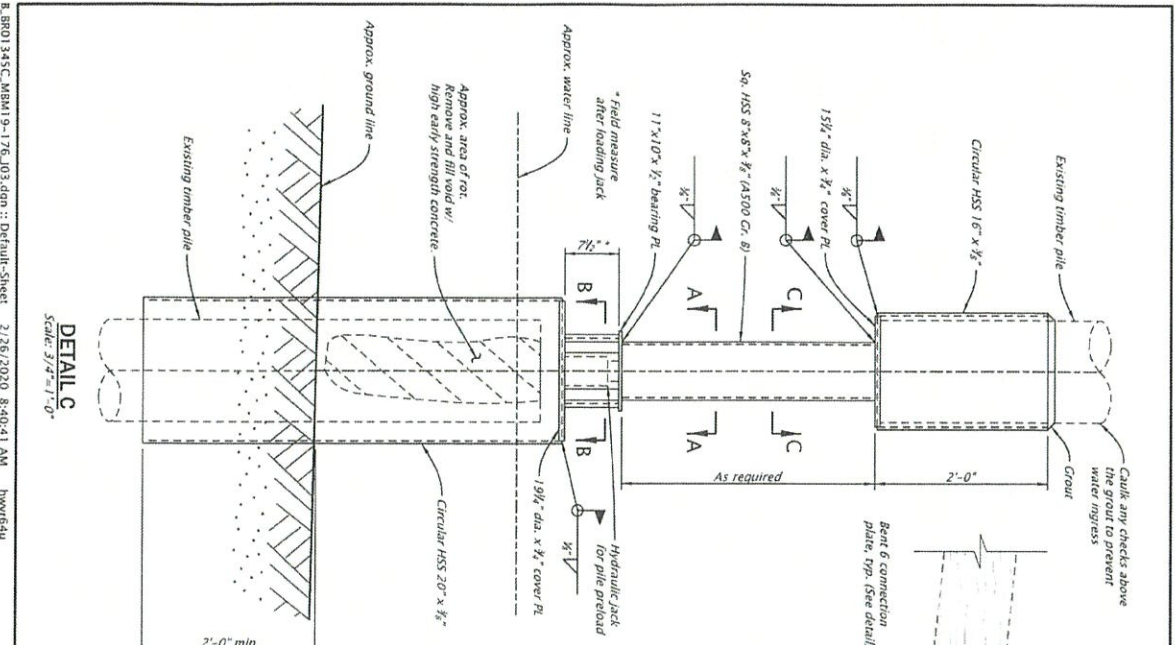 Existing timber pile
Caulk any checks above
the grout to prevent
water ingress
Grout
Circular HSS 16" x ⅜"
15¼" dia. x ¾" cover PL
2'-0"
Bent 6 connection
plate, typ. (See detail
Sq. HSS 8"x8"x ⅜" (A500 Gr. B)
C
C
A
A
As required
11"x10"x ½" bearing PL
* Field measure
after loading jack
7½" *
B
B
Hydraulic jack
for pile preload
19¼" dia. x ¾" cover PL
Approx. water line
Approx. area of rot.
Remove and fill void w/
high early strength concrete.
Approx. ground line
Circular HSS 20" x ⅜"
Existing timber pile
2'-0" min
DETAIL C
Scale: 3/4"=1'-0"
B_BR01345C_MBM19-176_J03.dgn :: Default-Sheet 2/26/2020 8:40:41 AM hwyr64u